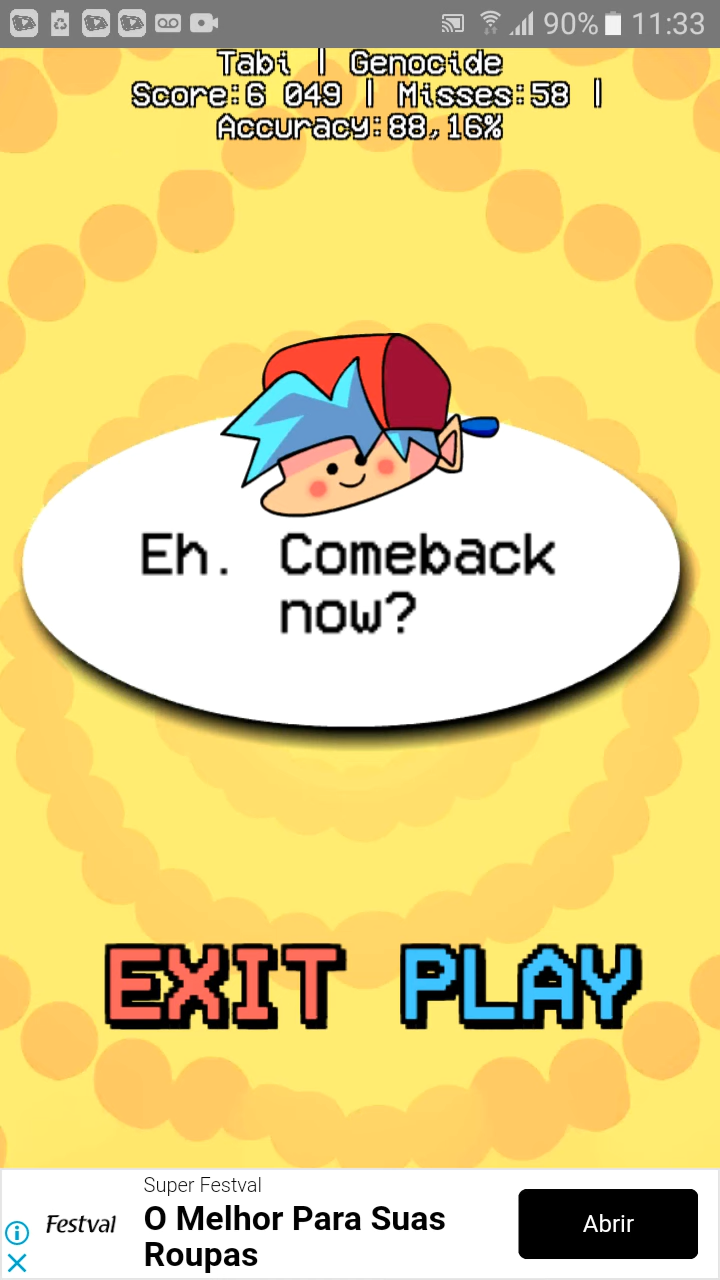 90% 11:33
Tabi | Genocide
Score:6 049 | Misses:58 |
Accuracy:88,16%
Eh. Comeback
now?
EXIT PLAY
Super Festval
Festval
O Melhor Para Suas
Roupas
Abrir